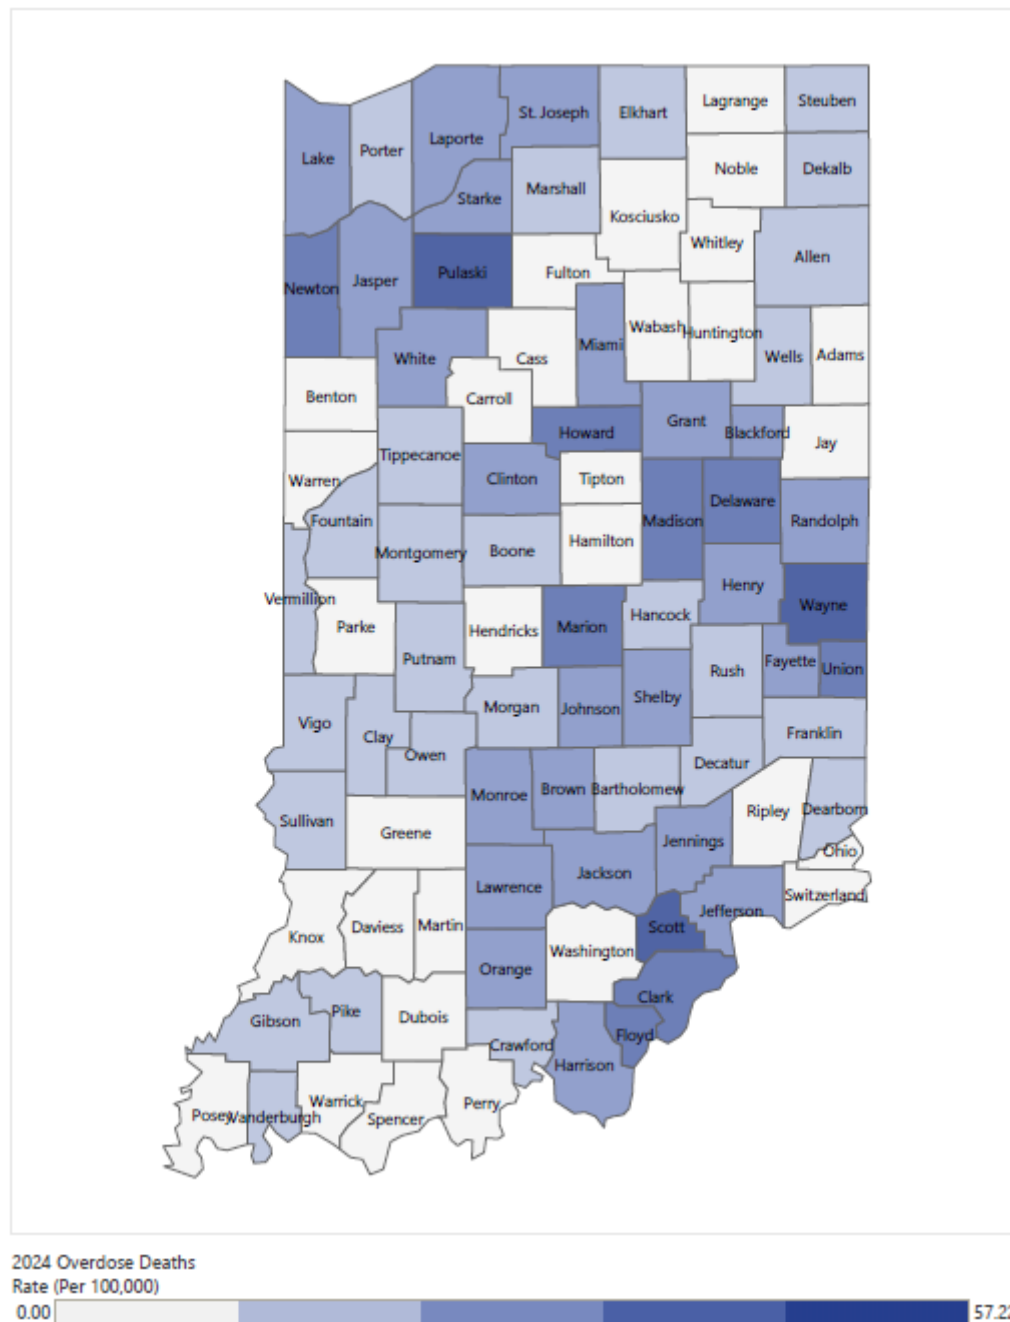 Lagrange
Steuben
St. Joseph
Elkhart
Laporte
Porter
Lake
Noble
Dekalb
Marshall
Starke
Kosciusko
Whitley
Allen
Pulaski
Fulton
Jasper
Newton
Wabash
Huntington
Miami
Adams
Wells
White
Cass
Benton
Carroll
Grant
Howard
Blackford
Jay
Tippecanoe
Clinton
Tipton
Warren
Delaware
Fountain
Madison
Randolph
Hamilton
Montgomery
Boone
Henry
Vermillion
Wayne
Hancock
Parke
Hendricks
Marion
Putnam
Fayette
Union
Rush
Shelby
Morgan
Johnson
Vigo
Clay
Franklin
Owen
Decatur
Brown
Bartholomew
Monroe
Dearborn
Ripley
Sullivan
Greene
Jennings
Ohio
Jackson
Lawrence
Switzerland
Jefferson
Scott
Martin
Daviess
Knox
Washington
Orange
Clark
Pike
Dubois
Gibson
Floyd
Crawford
Harrison
Warrick
Perry
Posey
Vanderburgh
Spencer
2024 Overdose Deaths
Rate (Per 100,000)
0.00 57.22